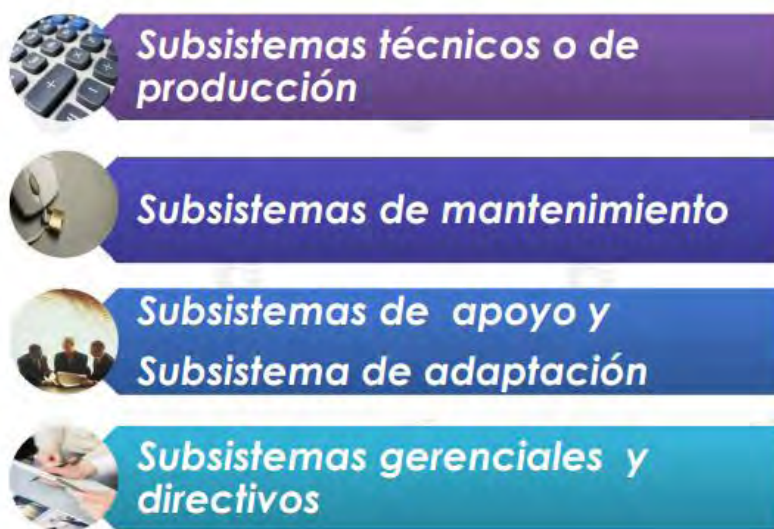 Subsistemas técnicos o de
producción
Subsistemas de mantenimiento
Subsistemas de apoyo y
Subsistema de adaptación
Subsistemas gerenciales y
directivos